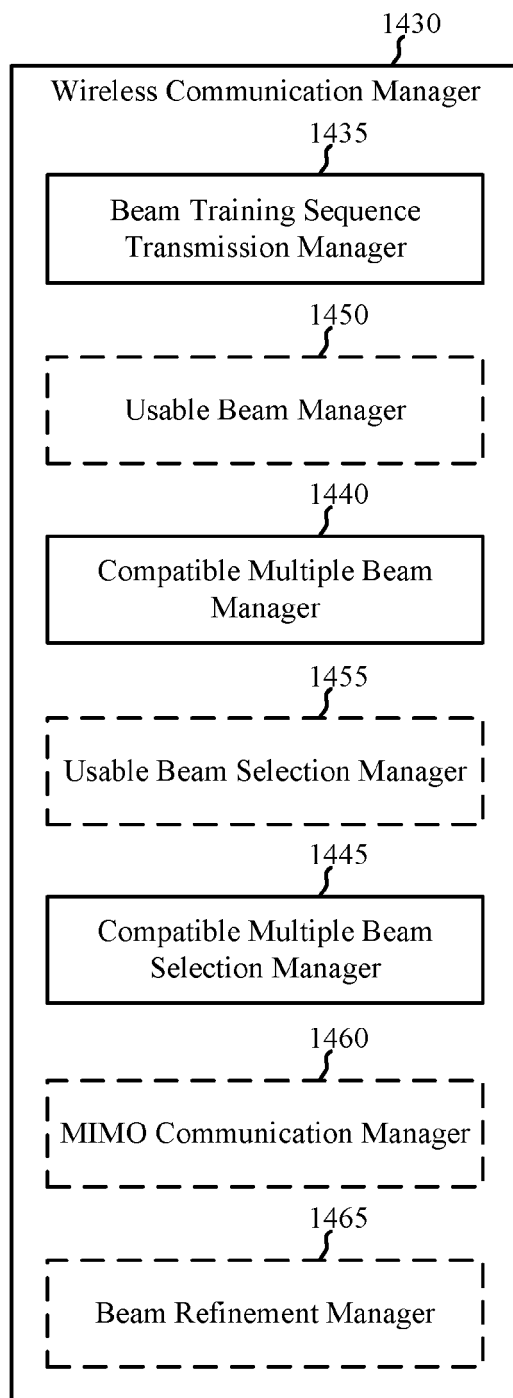 1430
Wireless Communication Manager
1435
Beam Training Sequence
Transmission Manager
1450
Usable Beam Manager
1440
Compatible Multiple Beam
Manager
1455
Usable Beam Selection Manager
1445
Compatible Multiple Beam
Selection Manager
1460
MIMO Communication Manager
1465
Beam Refinement Manager